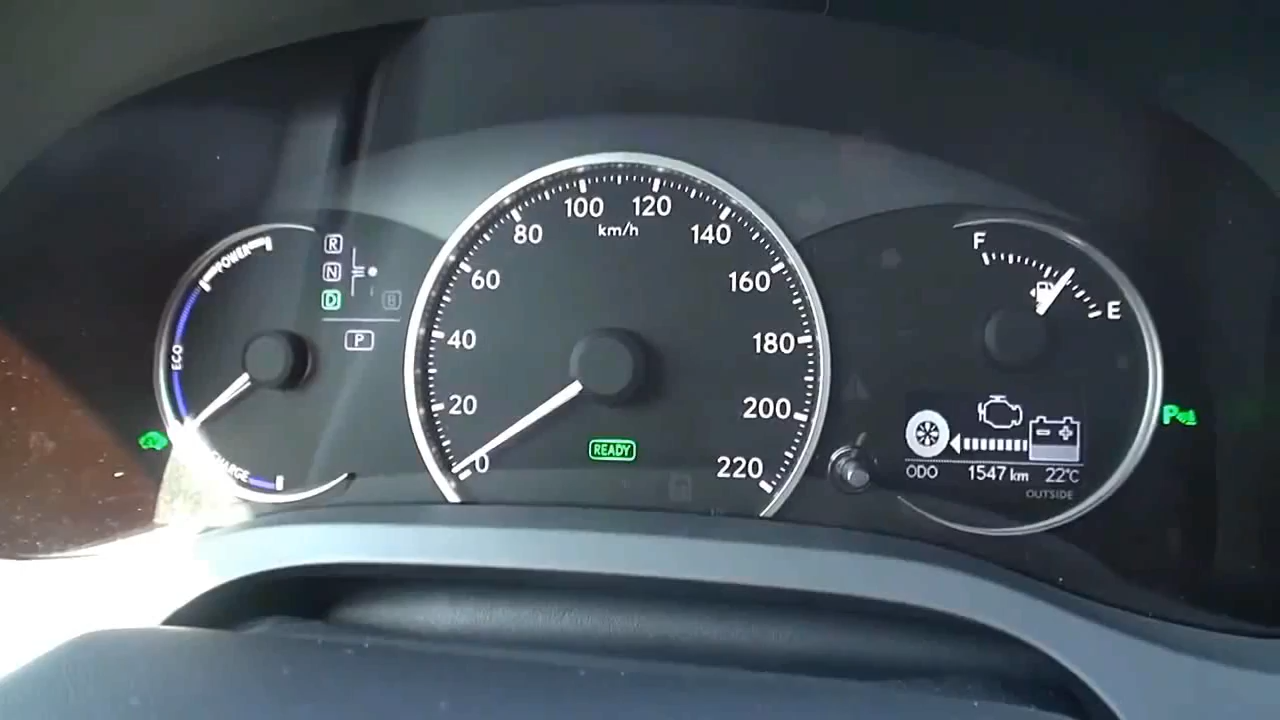 POWER
ECO
CHARGE
R
N
D
B
P
100 120
80 140
km/h
60 160
40 180
20 200
0 220
READY
F
E
- +
ODO 1547 km 22°C
OUTSIDE
P